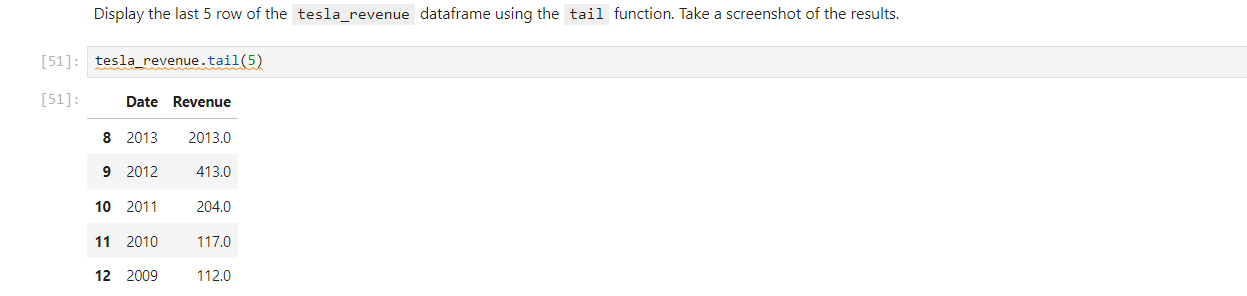 Display the last 5 row of the tesla_revenue dataframe using the tail function. Take a screenshot of the results.
[51]: tesla_revenue.tail(5)
[51]:
Date Revenue
8 2013 2013.0
9 2012 413.0
10 2011 204.0
11 2010 117.0
12 2009 112.0